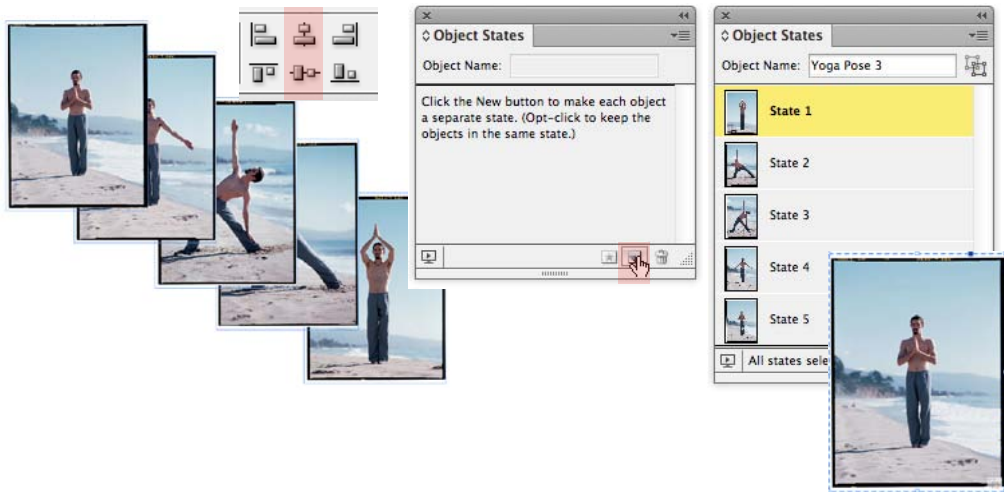 Object States
Object Name:
Click the New button to make each object
a separate state. (Opt-click to keep the
objects in the same state.)
Object States
Object Name: Yoga Pose 3
State 1
State 2
State 3
State 4
State 5
All states sele